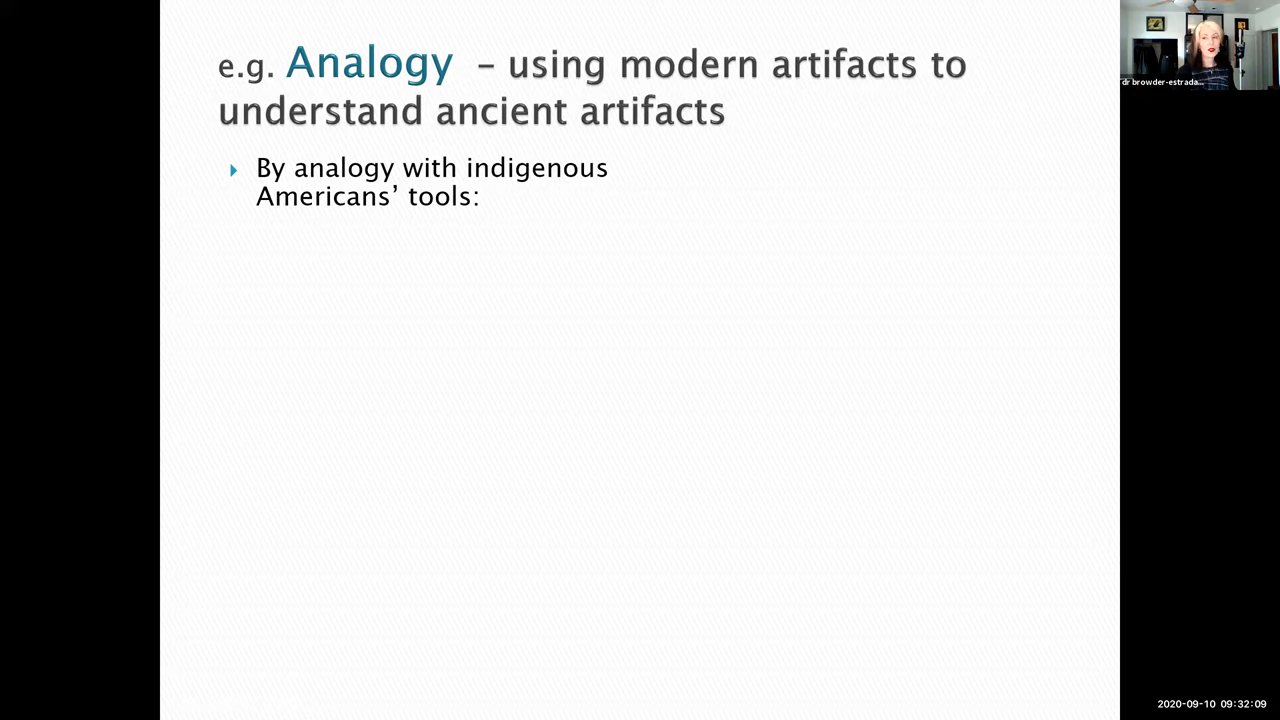 e.g. Analogy – using modern artifacts to
understand ancient artifacts
By analogy with indigenous
Americans’ tools:
dr browder-estrada...
2020-09-10 09:32:09